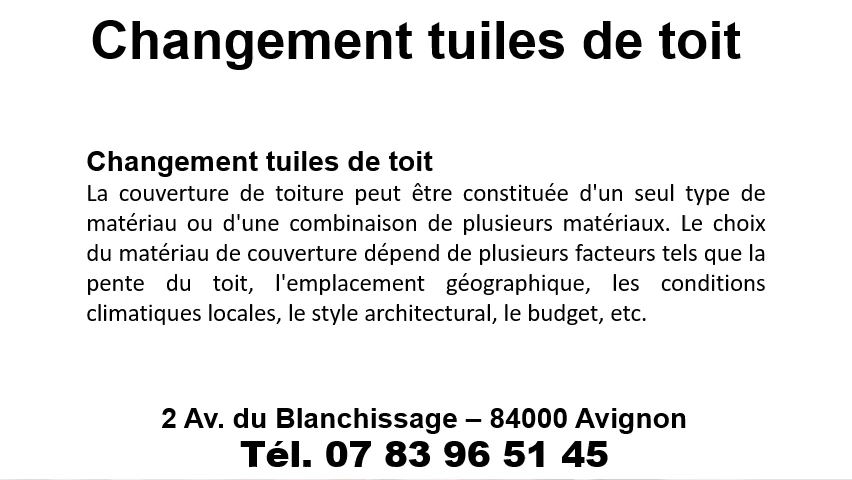 Changement tuiles de toit
Changement tuiles de toit
La couverture de toiture peut être constituée d'un seul type de
matériau ou d'une combinaison de plusieurs matériaux. Le choix
du matériau de couverture dépend de plusieurs facteurs tels que la
pente du toit, l'emplacement géographique, les conditions
climatiques locales, le style architectural, le budget, etc.
2 Av. du Blanchissage – 84000 Avignon
Tél. 07 83 96 51 45